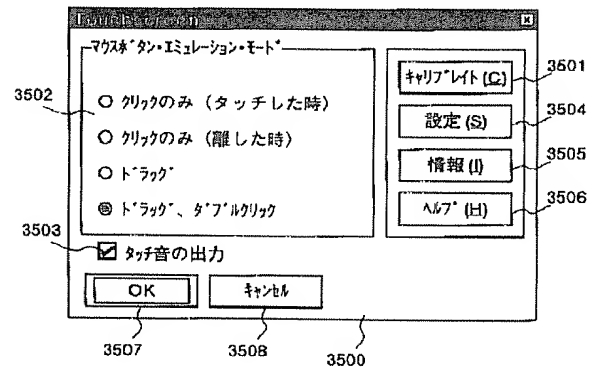 Touch Screen
マウスボタン・エミュレーション・モード
キャリブレイト (C)
3501
3502
クリックのみ (タッチした時)
設定 (S)
3504
クリックのみ (離した時)
情報 (I)
3505
ドラッグ
ドラッグ、ダブルクリック
ヘルプ (H)
3506
3503
タッチ音の出力
OK
キャンセル
3507
3508
3500